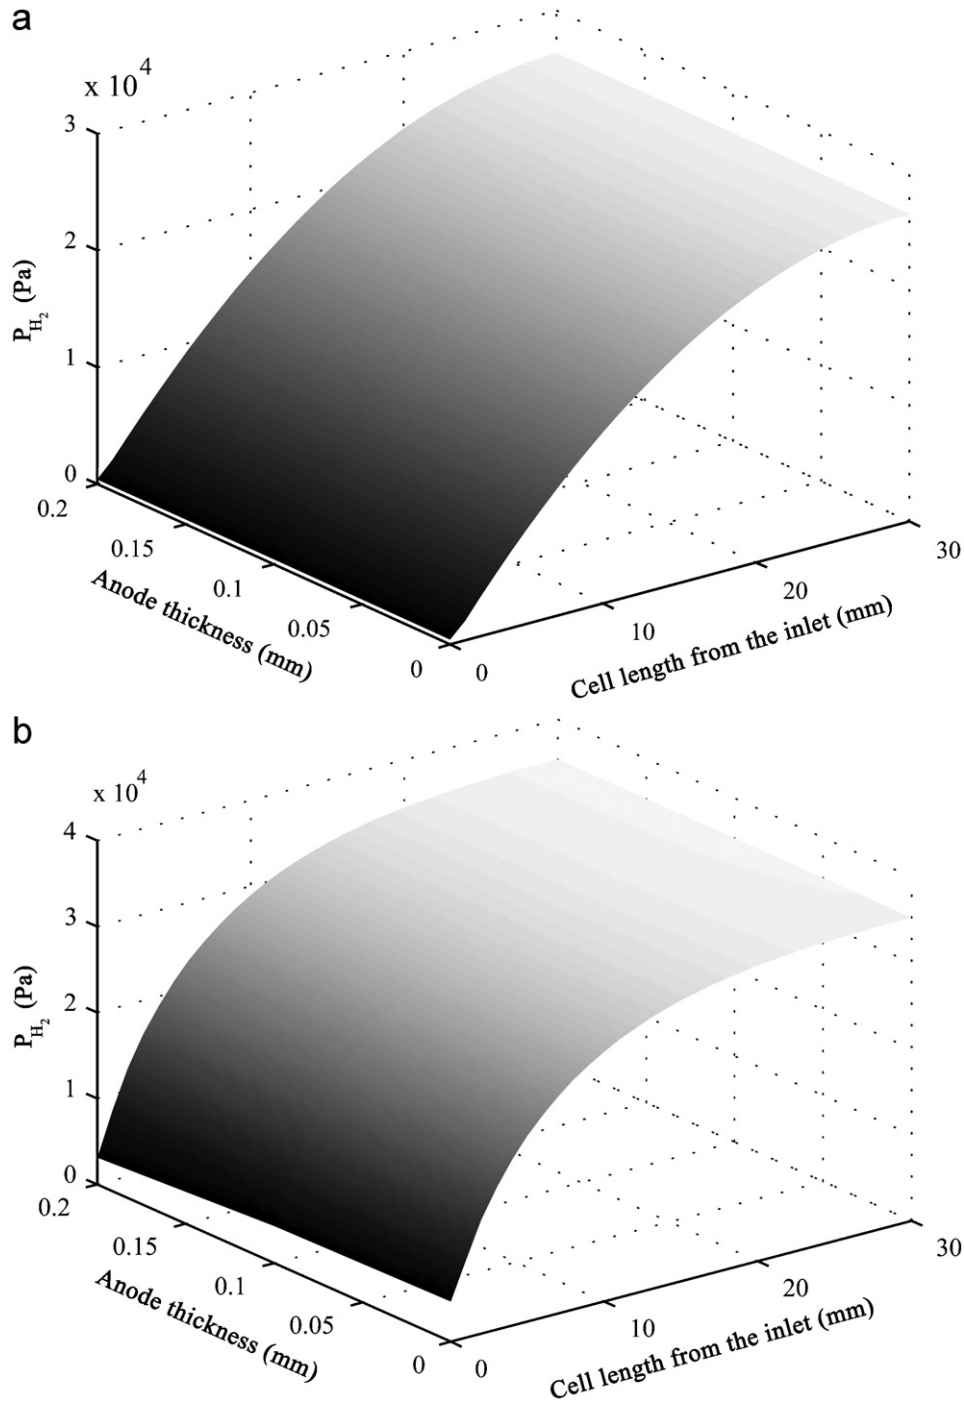 a
x 10^4
3
2
1
0
P_H2 (Pa)
0.2
0.15
0.1
0.05
0
Anode thickness (mm)
0
10
20
30
Cell length from the inlet (mm)
b
x 10^4
4
3
2
1
0
P_H2 (Pa)
0.2
0.15
0.1
0.05
0
Anode thickness (mm)
0
10
20
30
Cell length from the inlet (mm)